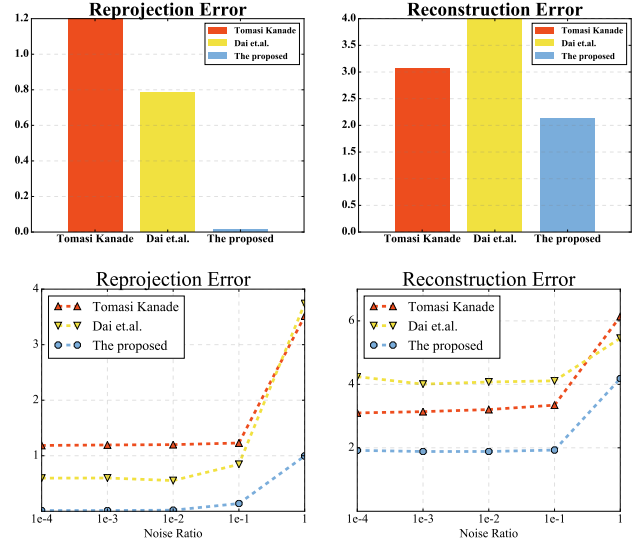 Reprojection Error
1.2
1.0
0.8
0.6
0.4
0.2
0.0
Tomasi Kanade
Dai et.al.
The proposed
Tomasi Kanade Dai et.al. The proposed
Reconstruction Error
4.0
3.5
3.0
2.5
2.0
1.5
1.0
0.5
0.0
Tomasi Kanade
Dai et.al.
The proposed
Tomasi Kanade Dai et.al. The proposed
Reprojection Error
4
3
2
1
Tomasi Kanade
Dai et.al.
The proposed
1e-4 1e-3 1e-2 1e-1 1
Noise Ratio
Reconstruction Error
6
4
2
Tomasi Kanade
Dai et.al.
The proposed
1e-4 1e-3 1e-2 1e-1 1
Noise Ratio